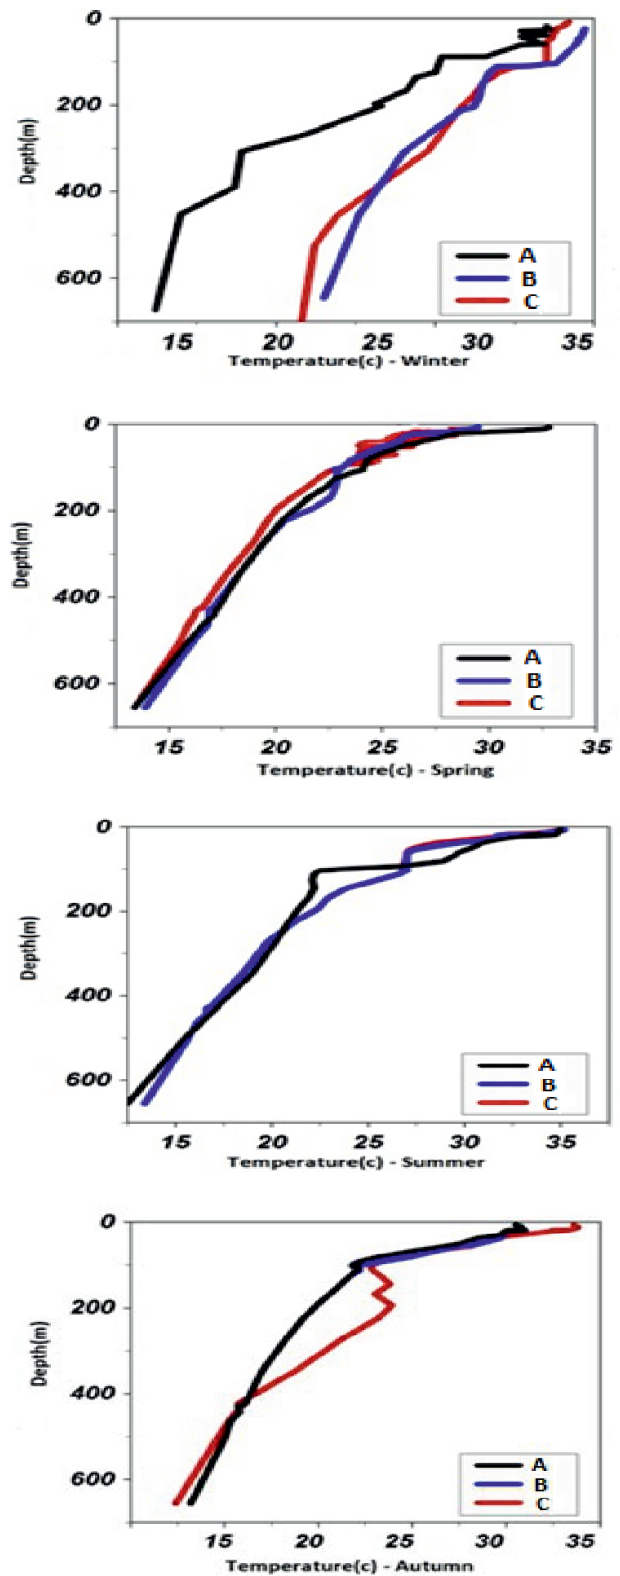 0
200
400
600
Depth(m)
A
B
C
15 20 25 30 35
Temperature(c) - Winter
0
200
400
600
Depth(m)
A
B
C
15 20 25 30 35
Temperature(c) - Spring
0
200
400
600
Depth(m)
A
B
C
15 20 25 30 35
Temperature(c) - Summer
0
200
400
600
Depth(m)
A
B
C
15 20 25 30 35
Temperature(c) - Autumn